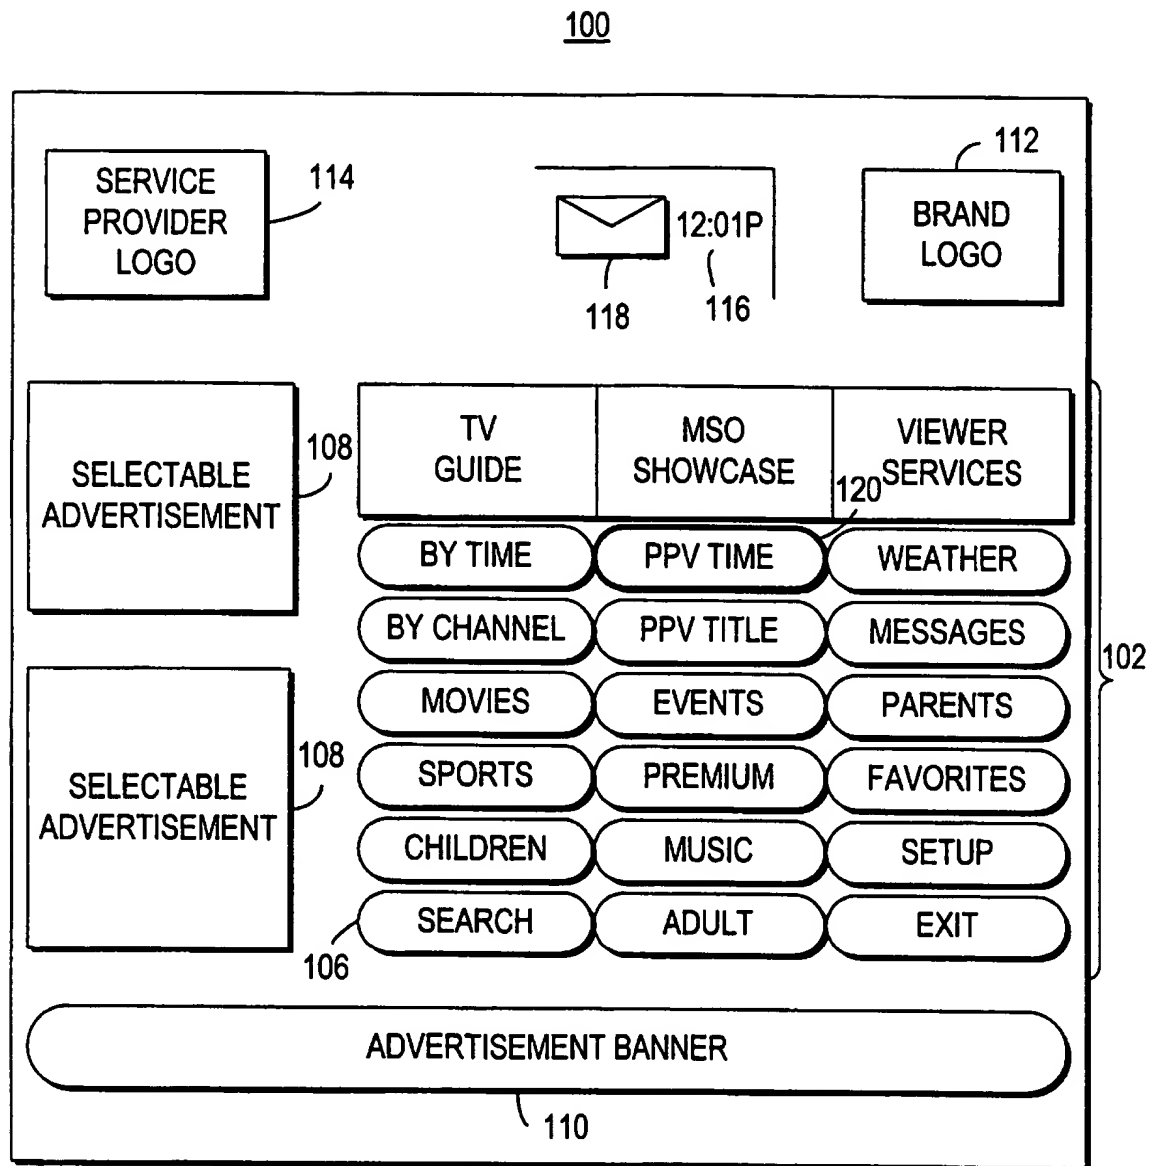 100
112
SERVICE
PROVIDER
LOGO
114
12:01P
118
116
BRAND
LOGO
SELECTABLE
ADVERTISEMENT
108
TV
GUIDE
MSO
SHOWCASE
VIEWER
SERVICES
120
BY TIME
PPV TIME
WEATHER
BY CHANNEL
PPV TITLE
MESSAGES
102
MOVIES
EVENTS
PARENTS
SELECTABLE
ADVERTISEMENT
108
SPORTS
PREMIUM
FAVORITES
CHILDREN
MUSIC
SETUP
SEARCH
ADULT
EXIT
106
ADVERTISEMENT BANNER
110